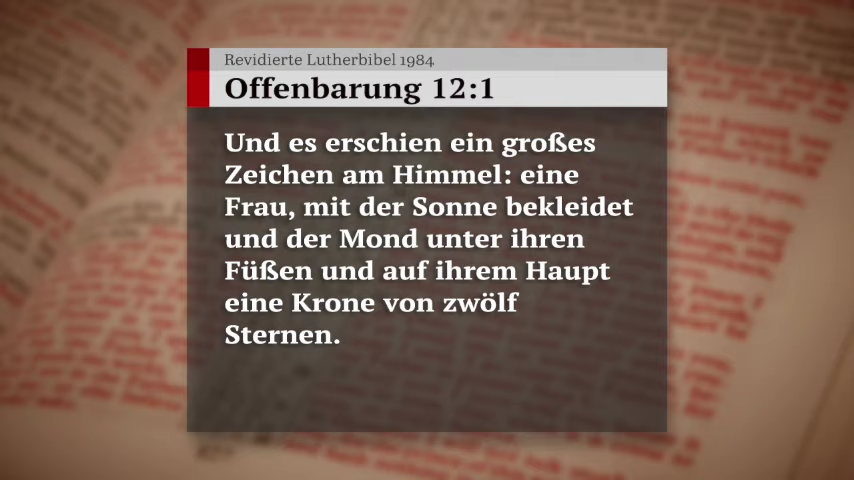 Revidierte Lutherbibel 1984
Offenbarung 12:1
Und es erschien ein großes
Zeichen am Himmel: eine
Frau, mit der Sonne bekleidet
und der Mond unter ihren
Füßen und auf ihrem Haupt
eine Krone von zwölf
Sternen.